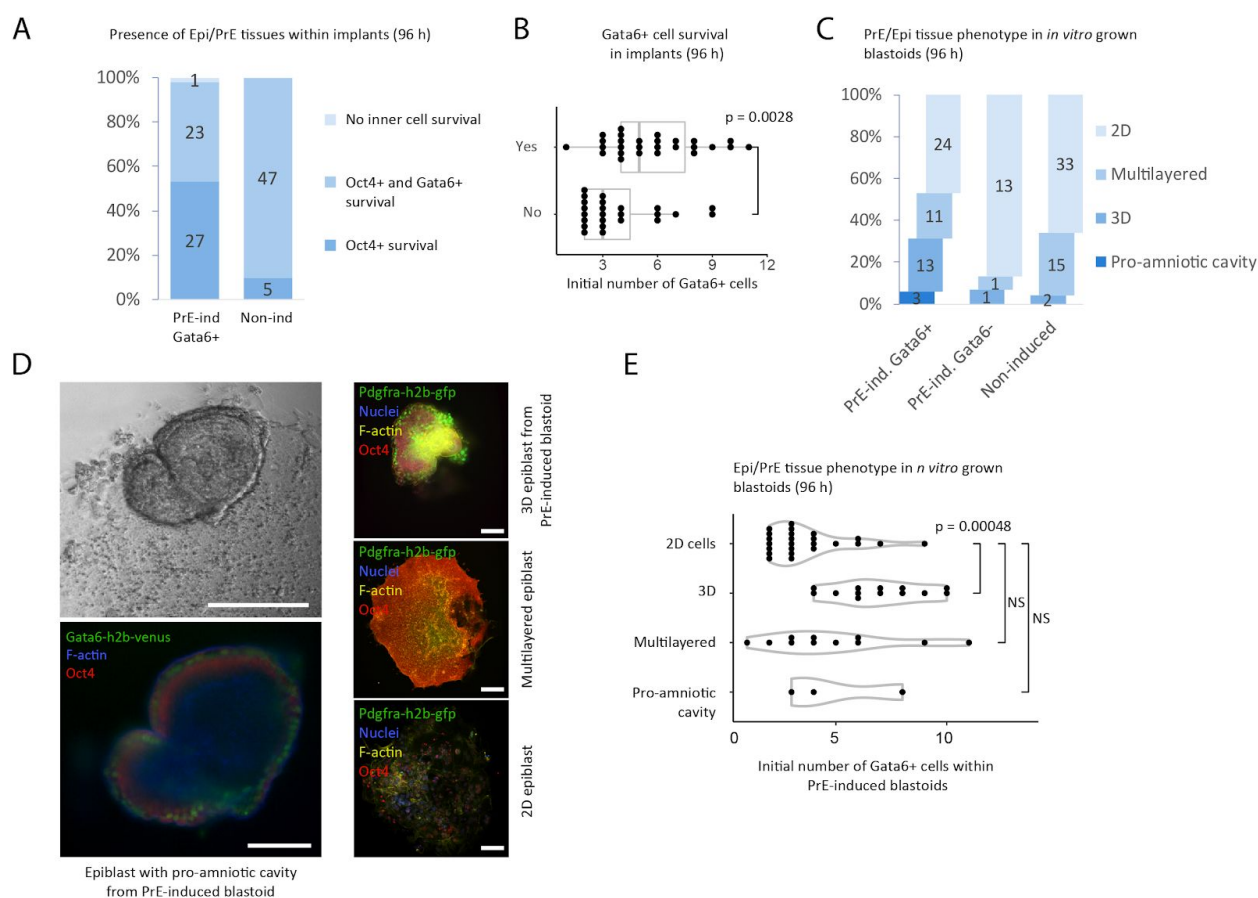 A
Presence of Epi/PrE tissues within implants (96 h)
100%
80%
60%
40%
20%
0%
1
23
27
47
5
PrE-ind
Gata6+
Non-ind
No inner cell survival
Oct4+ and Gata6+
survival
Oct4+ survival
B
Gata6+ cell survival
in implants (96 h)
p = 0.0028
Yes
No
3
6
9
12
Initial number of Gata6+ cells
C
PrE/Epi tissue phenotype in in vitro grown
blastoids (96 h)
100%
80%
60%
40%
20%
0%
24
11
13
3
13
1
1
33
15
2
PrE-ind. Gata6+
PrE-ind. Gata6-
Non-induced
2D
Multilayered
3D
Pro-amniotic cavity
D
Gata6-h2b-venus
F-actin
Oct4
Epiblast with pro-amniotic cavity
from PrE-induced blastoid
Pdgfra-h2b-gfp
Nuclei
F-actin
Oct4
3D epiblast from
PrE-induced blastoid
Pdgfra-h2b-gfp
Nuclei
F-actin
Oct4
Multilayered epiblast
Pdgfra-h2b-gfp
Nuclei
F-actin
Oct4
2D epiblast
E
Epi/PrE tissue phenotype in n vitro grown
blastoids (96 h)
p = 0.00048
2D cells
3D
Multilayered
Pro-amniotic
cavity
NS
NS
0
5
10
Initial number of Gata6+ cells within
PrE-induced blastoids